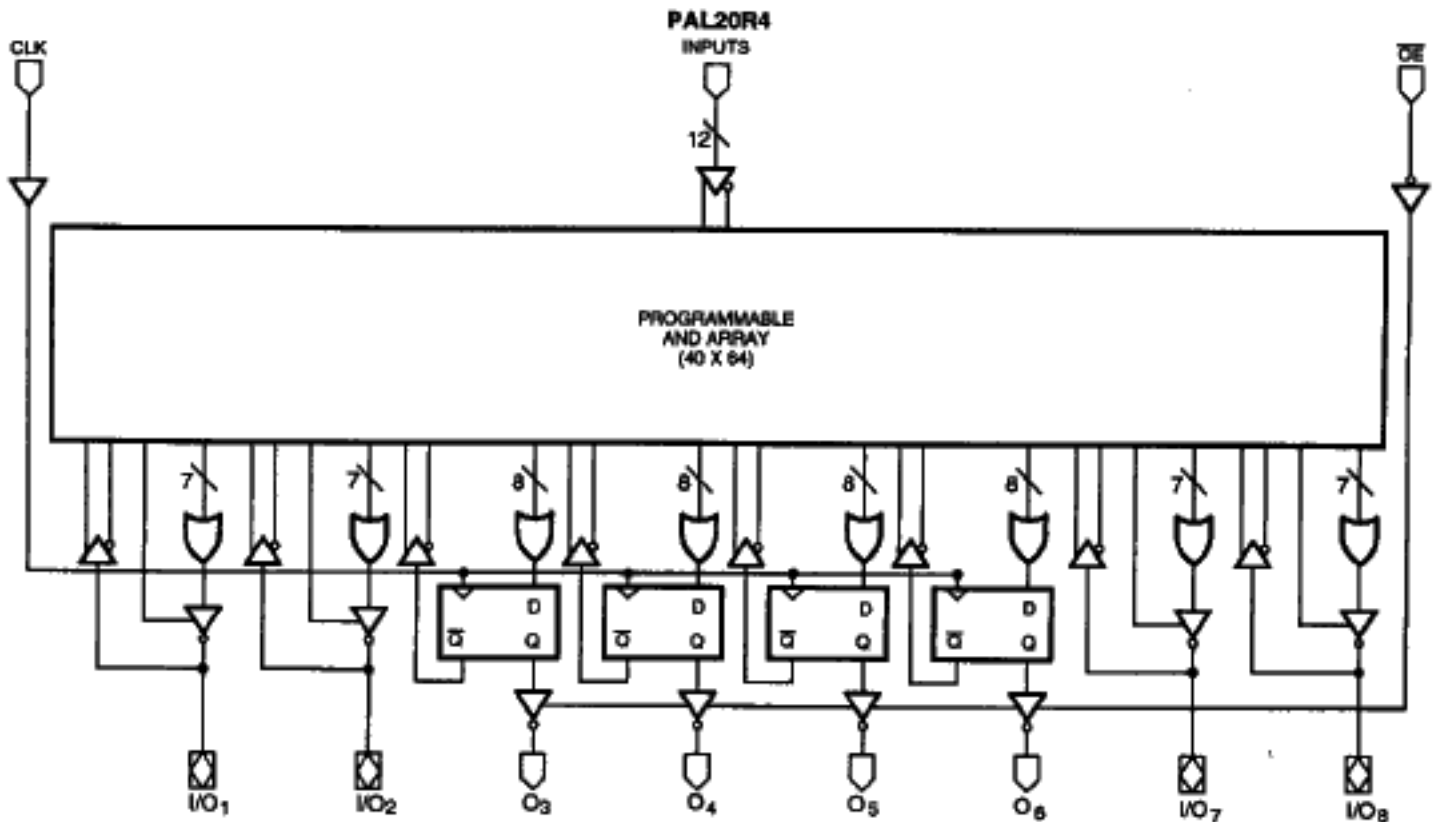 PAL20R4
CLK
INPUTS
OE
12
PROGRAMMABLE
AND ARRAY
(40 X 64)
7 7 8 8 8 8 7 7
D D D D
Q Q Q Q Q Q Q Q
I/O1 I/O2 O3 O4 O5 O6 I/O7 I/O8